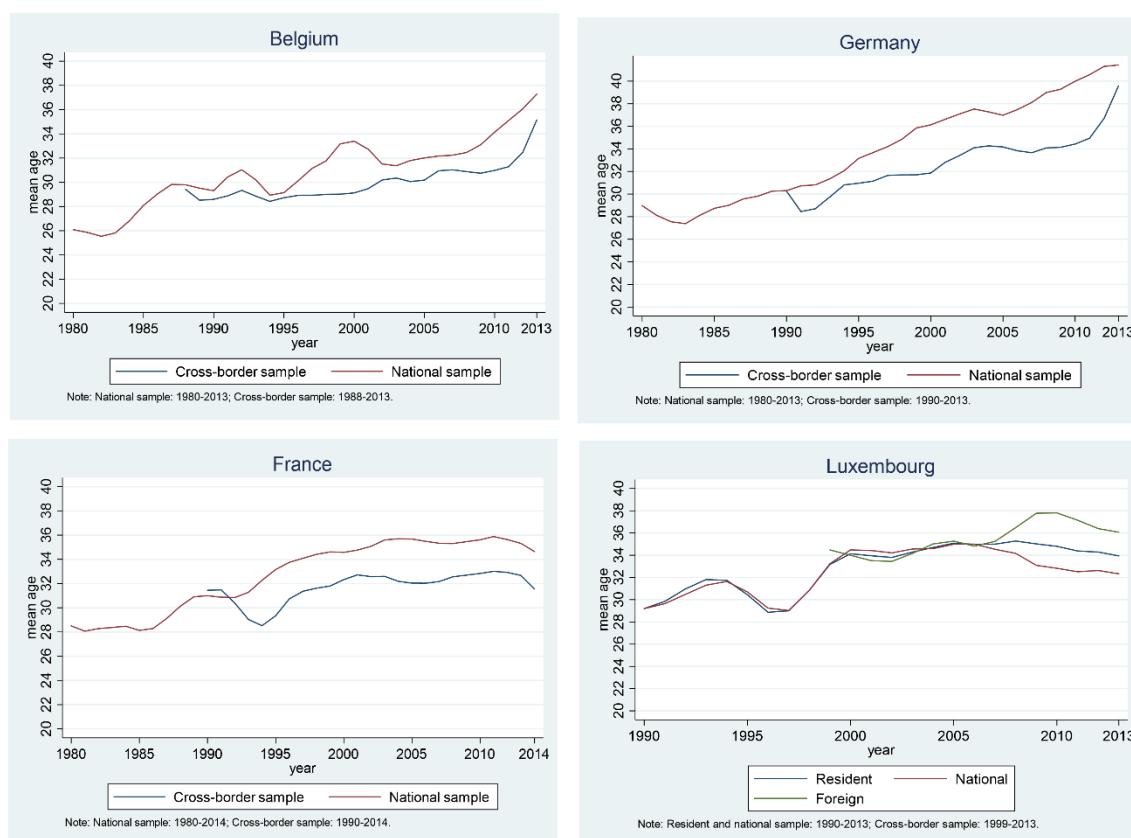 Belgium
mean age
20 22 24 26 28 30 32 34 36 38 40
1980 1985 1990 1995 2000 2005 2010 2013
year
Cross-border sample National sample
Note: National sample: 1980-2013; Cross-border sample: 1988-2013.
Germany
mean age
20 22 24 26 28 30 32 34 36 38 40
1980 1985 1990 1995 2000 2005 2010 2013
year
Cross-border sample National sample
Note: National sample: 1980-2013; Cross-border sample: 1990-2013.
France
mean age
20 22 24 26 28 30 32 34 36 38 40
1980 1985 1990 1995 2000 2005 2010 2014
year
Cross-border sample National sample
Note: National sample: 1980-2014; Cross-border sample: 1990-2014.
Luxembourg
mean age
20 22 24 26 28 30 32 34 36 38 40
1990 1995 2000 2005 2010 2013
year
Resident National
Foreign
Note: Resident and national sample: 1990-2013; Cross-border sample: 1999-2013.